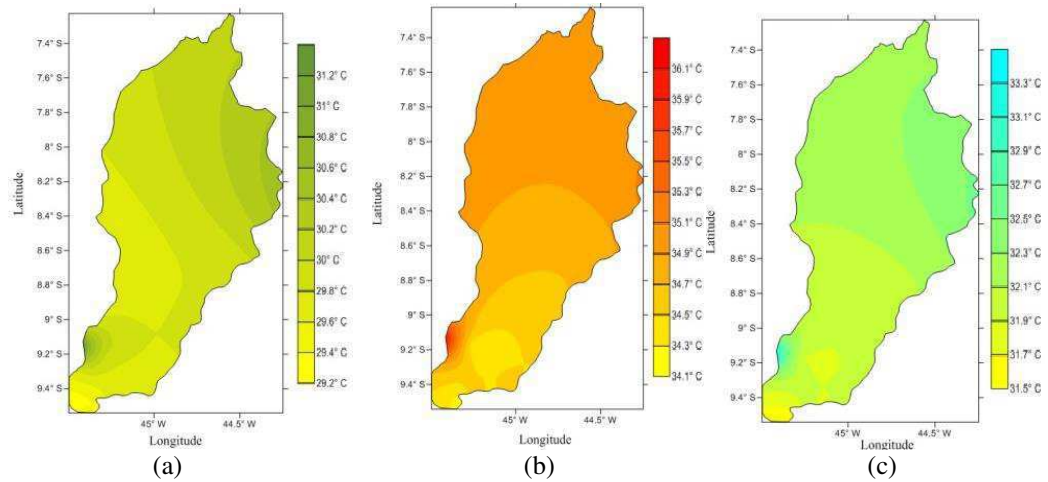 7.4° S
7.6° S
7.8° S
8° S
8.2° S
8.4° S
8.6° S
8.8° S
9° S
9.2° S
9.4° S
Latitude
45° W
44.5° W
Longitude
31.2° C
31° C
30.8° C
30.6° C
30.4° C
30.2° C
30° C
29.8° C
29.6° C
29.4° C
29.2° C
(a)
7.4° S
7.6° S
7.8° S
8° S
8.2° S
8.4° S
8.6° S
8.8° S
9° S
9.2° S
9.4° S
Latitude
45° W
44.5° W
Longitude
36.1° C
35.9° C
35.7° C
35.5° C
35.3° C
35.1° C
34.9° C
34.7° C
34.5° C
34.3° C
34.1° C
(b)
7.4° S
7.6° S
7.8° S
8° S
8.2° S
8.4° S
8.6° S
8.8° S
9° S
9.2° S
9.4° S
Latitude
45° W
44.5° W
Longitude
33.3° C
33.1° C
32.9° C
32.7° C
32.5° C
32.3° C
32.1° C
31.9° C
31.7° C
31.5° C
(c)